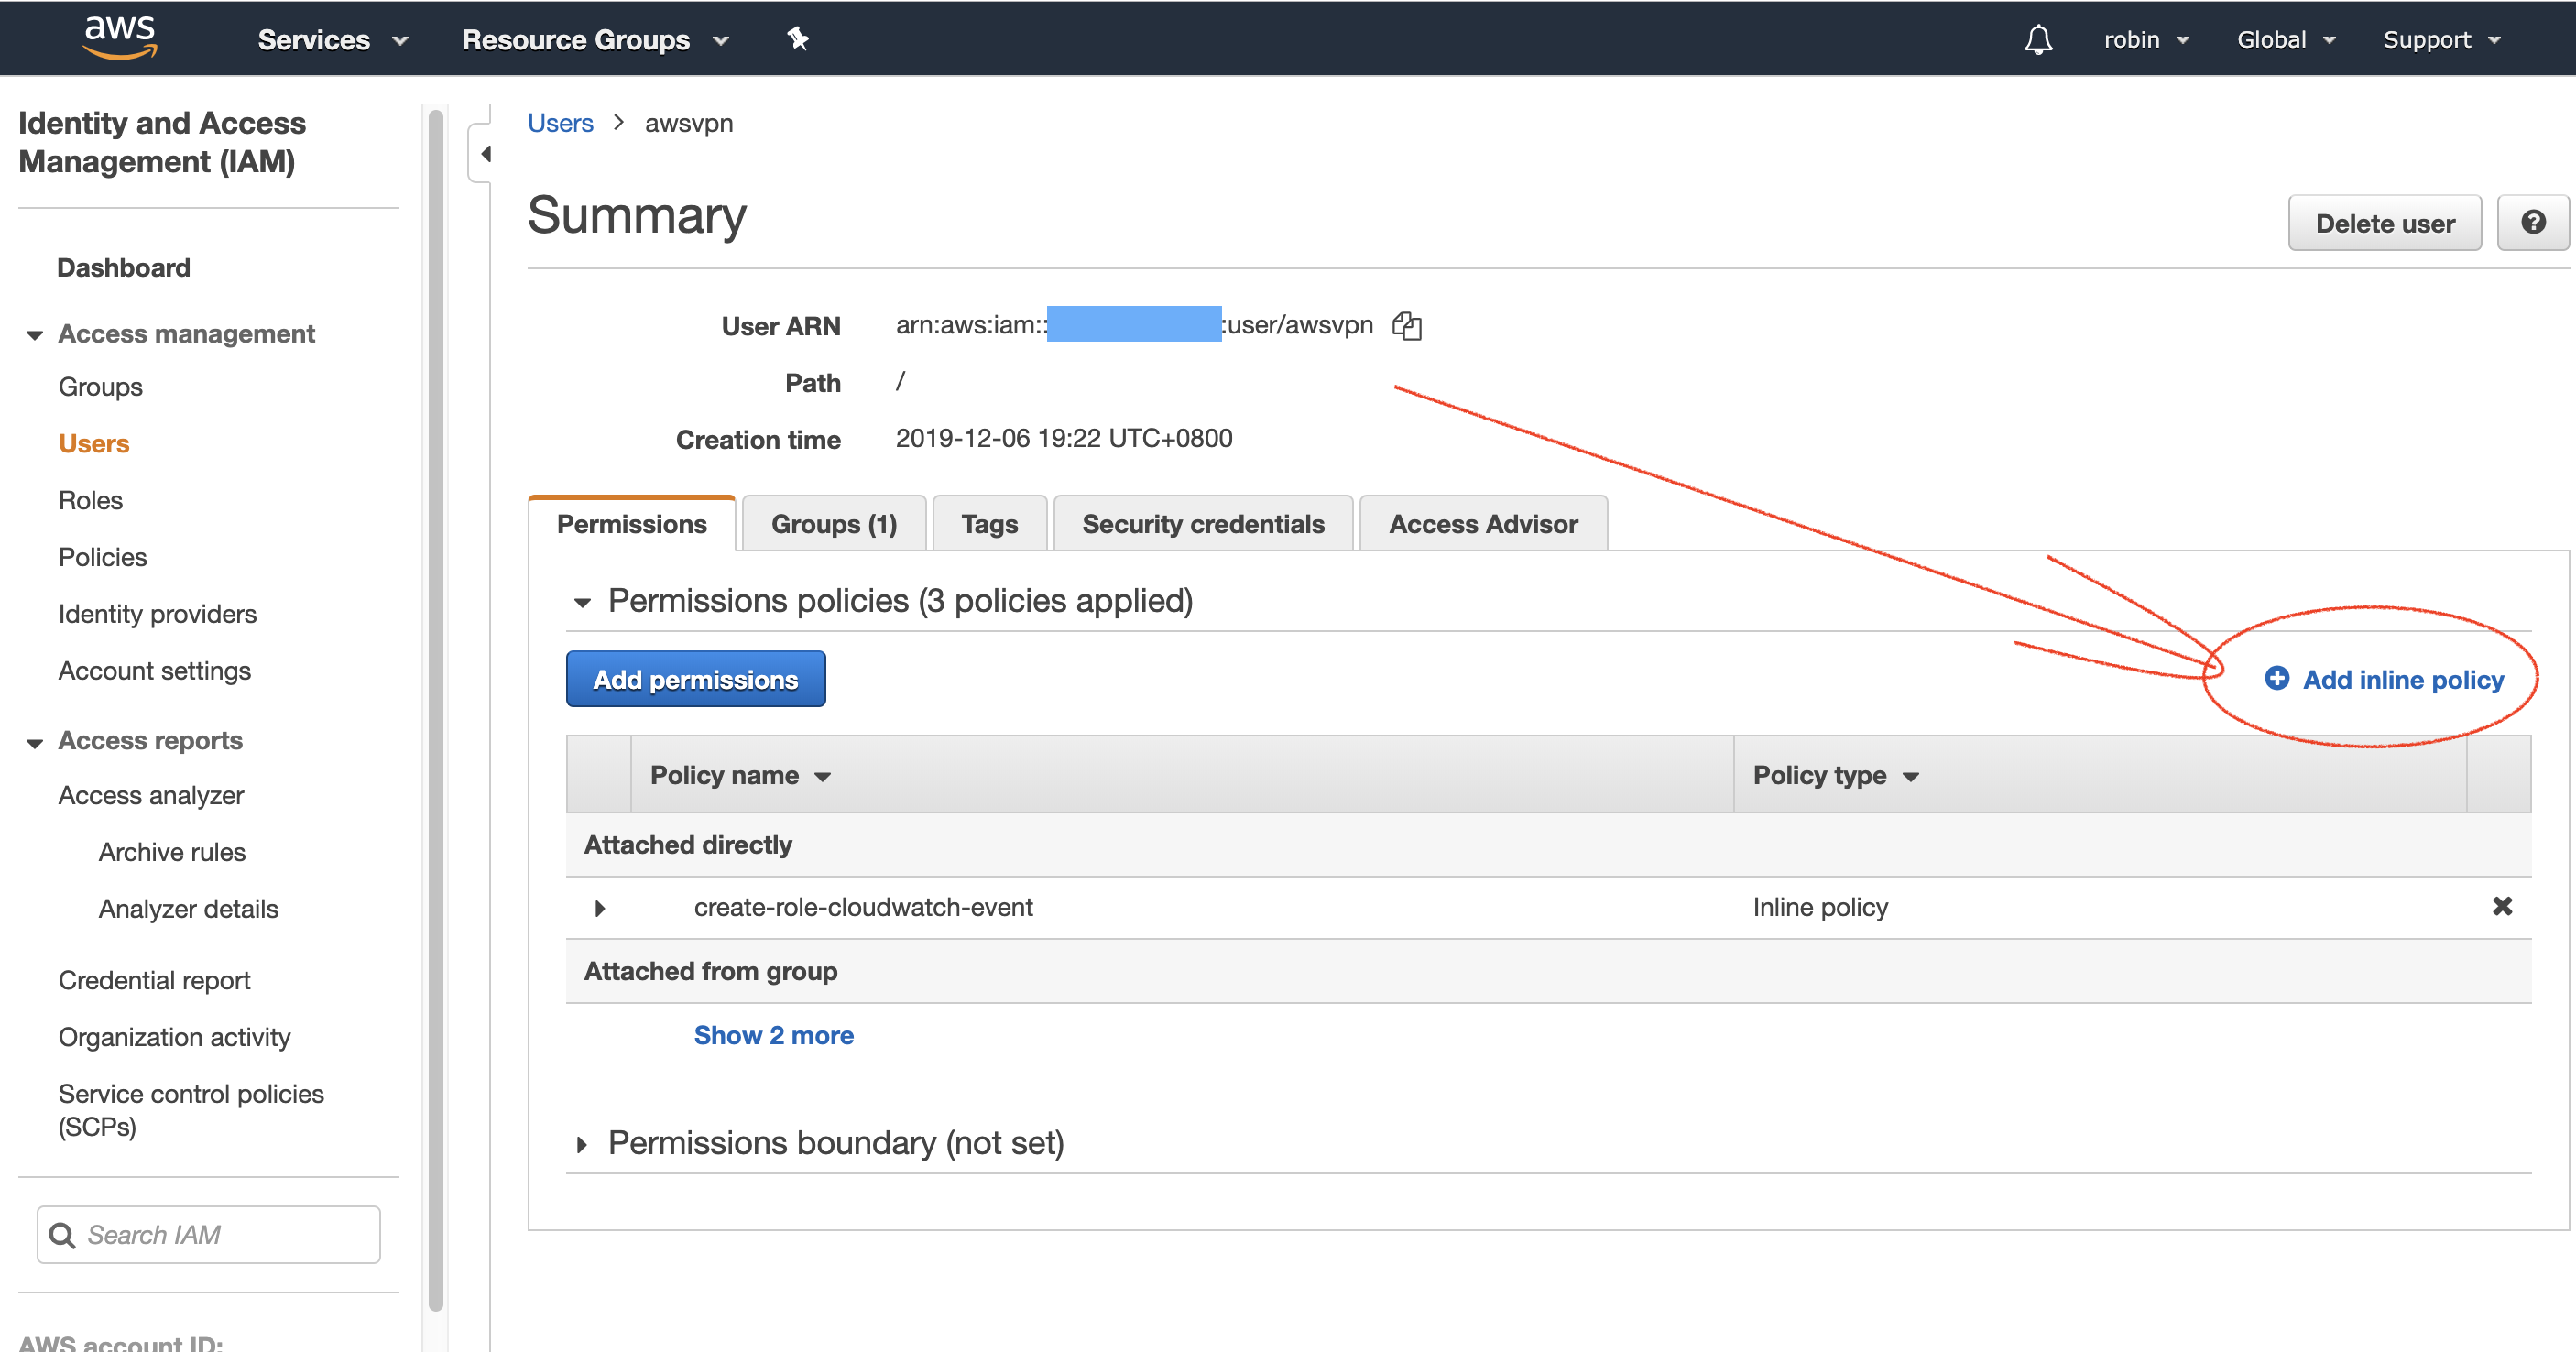 aws
Services
Resource Groups
robin
Global
Support
Identity and Access
Management (IAM)
Dashboard
Access management
Groups
Users
Roles
Policies
Identity providers
Account settings
Access reports
Access analyzer
Archive rules
Analyzer details
Credential report
Organization activity
Service control policies
(SCPs)
Search IAM
AWS account ID:
Users > awsvpn
Summary
Delete user
?
User ARN arn:aws:iam:: :user/awsvpn
Path /
Creation time 2019-12-06 19:22 UTC+0800
Permissions
Groups (1)
Tags
Security credentials
Access Advisor
Permissions policies (3 policies applied)
Add permissions
Add inline policy
Policy name
Policy type
Attached directly
create-role-cloudwatch-event Inline policy
Attached from group
Show 2 more
Permissions boundary (not set)